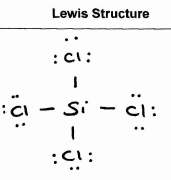 Lewis Structure
Cl
Cl – Si – Cl
Cl